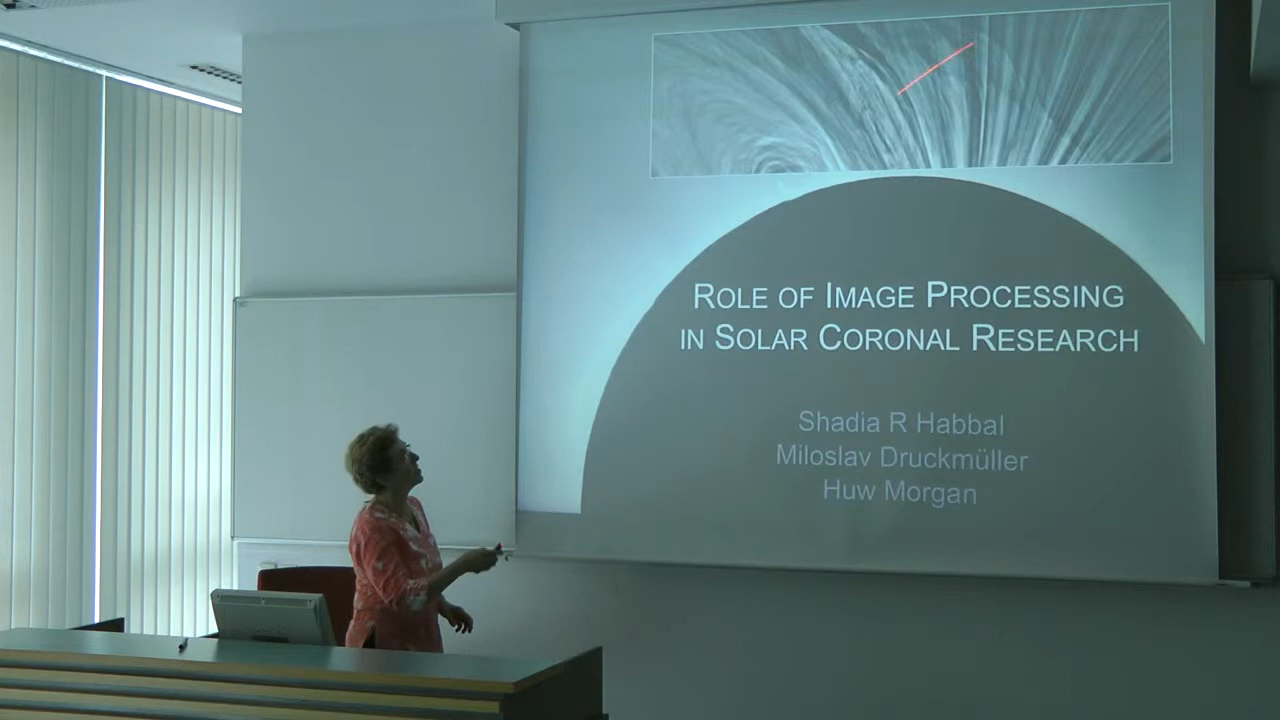 ROLE OF IMAGE PROCESSING
IN SOLAR CORONAL RESEARCH
Shadia R Habbal
Miloslav Druckmüller
Huw Morgan